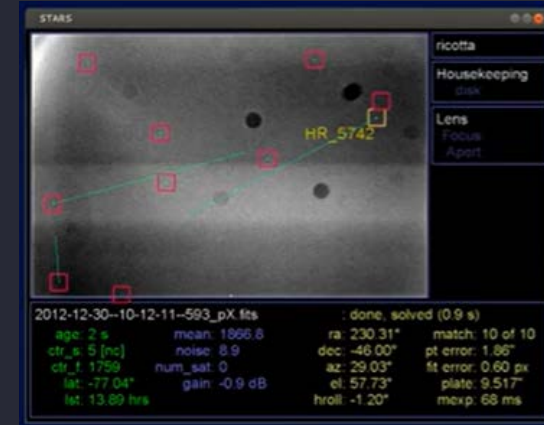 STARS
ricotta
Housekeeping
disk
Lens
Focus
Apert
HR_5742
2012-12-30--10-12-11--593_pX.fits : done, solved (0.9 s)
age: 2 s mean: 1866.8 ra: 230.31° match: 10 of 10
ctr_s: 5 [nc] noise: 8.9 dec: -46.00° pt error: 1.86"
ctr_f: 1759 num_sat: 0 az: 29.03° fit error: 0.60 px
lat: -77.04° gain: -0.9 dB el: 57.73° plate: 9.517"
lst: 13.89 hrs hroll: -1.20° mexp: 68 ms